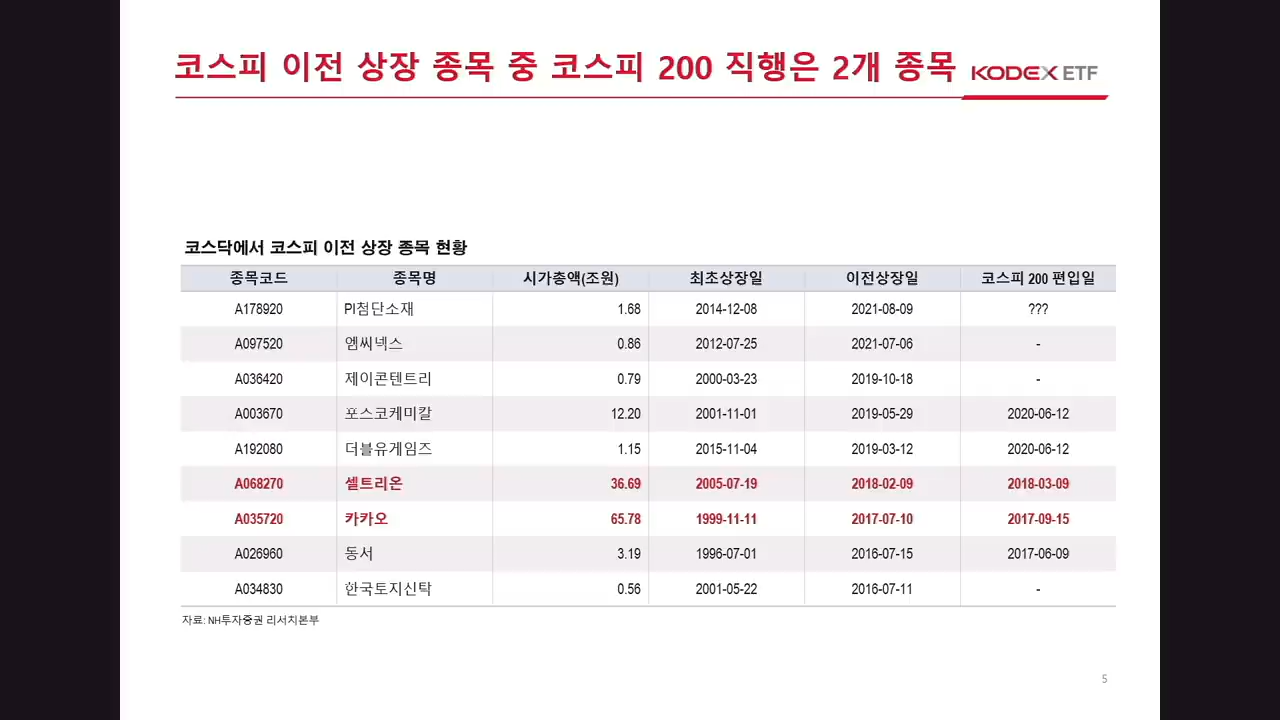 코스피 이전 상장 종목 중 코스피 200 직행은 2개 종목 KODEX ETF
코스닥에서 코스피 이전 상장 종목 현황
종목코드 종목명 시가총액(조원) 최초상장일 이전상장일 코스피 200 편입일
A178920 PI첨단소재 1.68 2014-12-08 2021-08-09 ???
A097520 엠씨넥스 0.86 2012-07-25 2021-07-06 -
A036420 제이콘텐트리 0.79 2000-03-23 2019-10-18 -
A003670 포스코케미칼 12.20 2001-11-01 2019-05-29 2020-06-12
A192080 더블유게임즈 1.15 2015-11-04 2019-03-12 2020-06-12
A068270 셀트리온 36.69 2005-07-19 2018-02-09 2018-03-09
A035720 카카오 65.78 1999-11-11 2017-07-10 2017-09-15
A026960 동서 3.19 1996-07-01 2016-07-15 2017-06-09
A034830 한국토지신탁 0.56 2001-05-22 2016-07-11 -
자료: NH투자증권 리서치본부
5